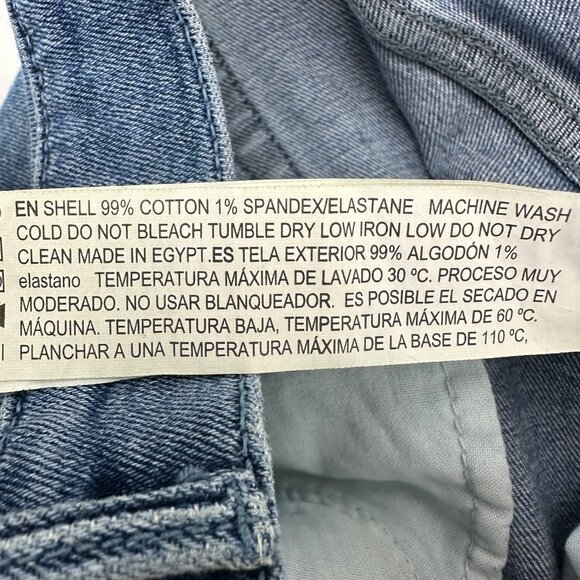 EN SHELL 99% COTTON 1% SPANDEX/ELASTANE MACHINE WASH
COLD DO NOT BLEACH TUMBLE DRY LOW IRON LOW DO NOT DRY
CLEAN MADE IN EGYPT.ES TELA EXTERIOR 99% ALGODÓN 1%
elastano TEMPERATURA MÁXIMA DE LAVADO 30 ºC. PROCESO MUY
MODERADO. NO USAR BLANQUEADOR. ES POSIBLE EL SECADO EN
MÁQUINA. TEMPERATURA BAJA, TEMPERATURA MÁXIMA DE 60 ºC.
PLANCHAR A UNA TEMPERATURA MÁXIMA DE LA BASE DE 110 ºC,